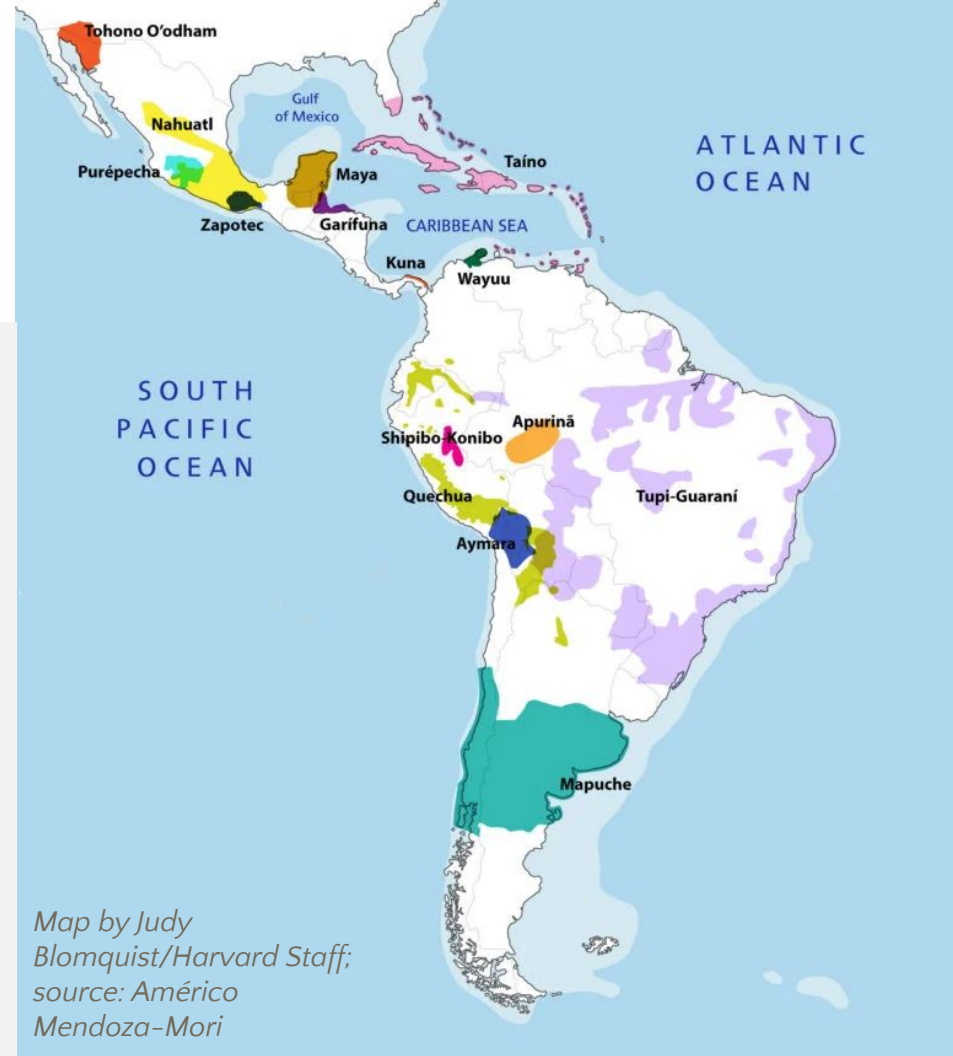 Tohono O'odham
Gulf
of Mexico
Nahuatl
ATLANTIC
OCEAN
Taíno
Purépecha
Maya
Zapotec
Garífuna
CARIBBEAN SEA
Kuna
Wayuu
SOUTH
PACIFIC
OCEAN
Apurinã
Shipibo-Konibo
Quechua
Tupi-Guaraní
Aymara
Mapuche
Map by Judy
Blomquist/Harvard Staff;
source: Américo
Mendoza-Mori